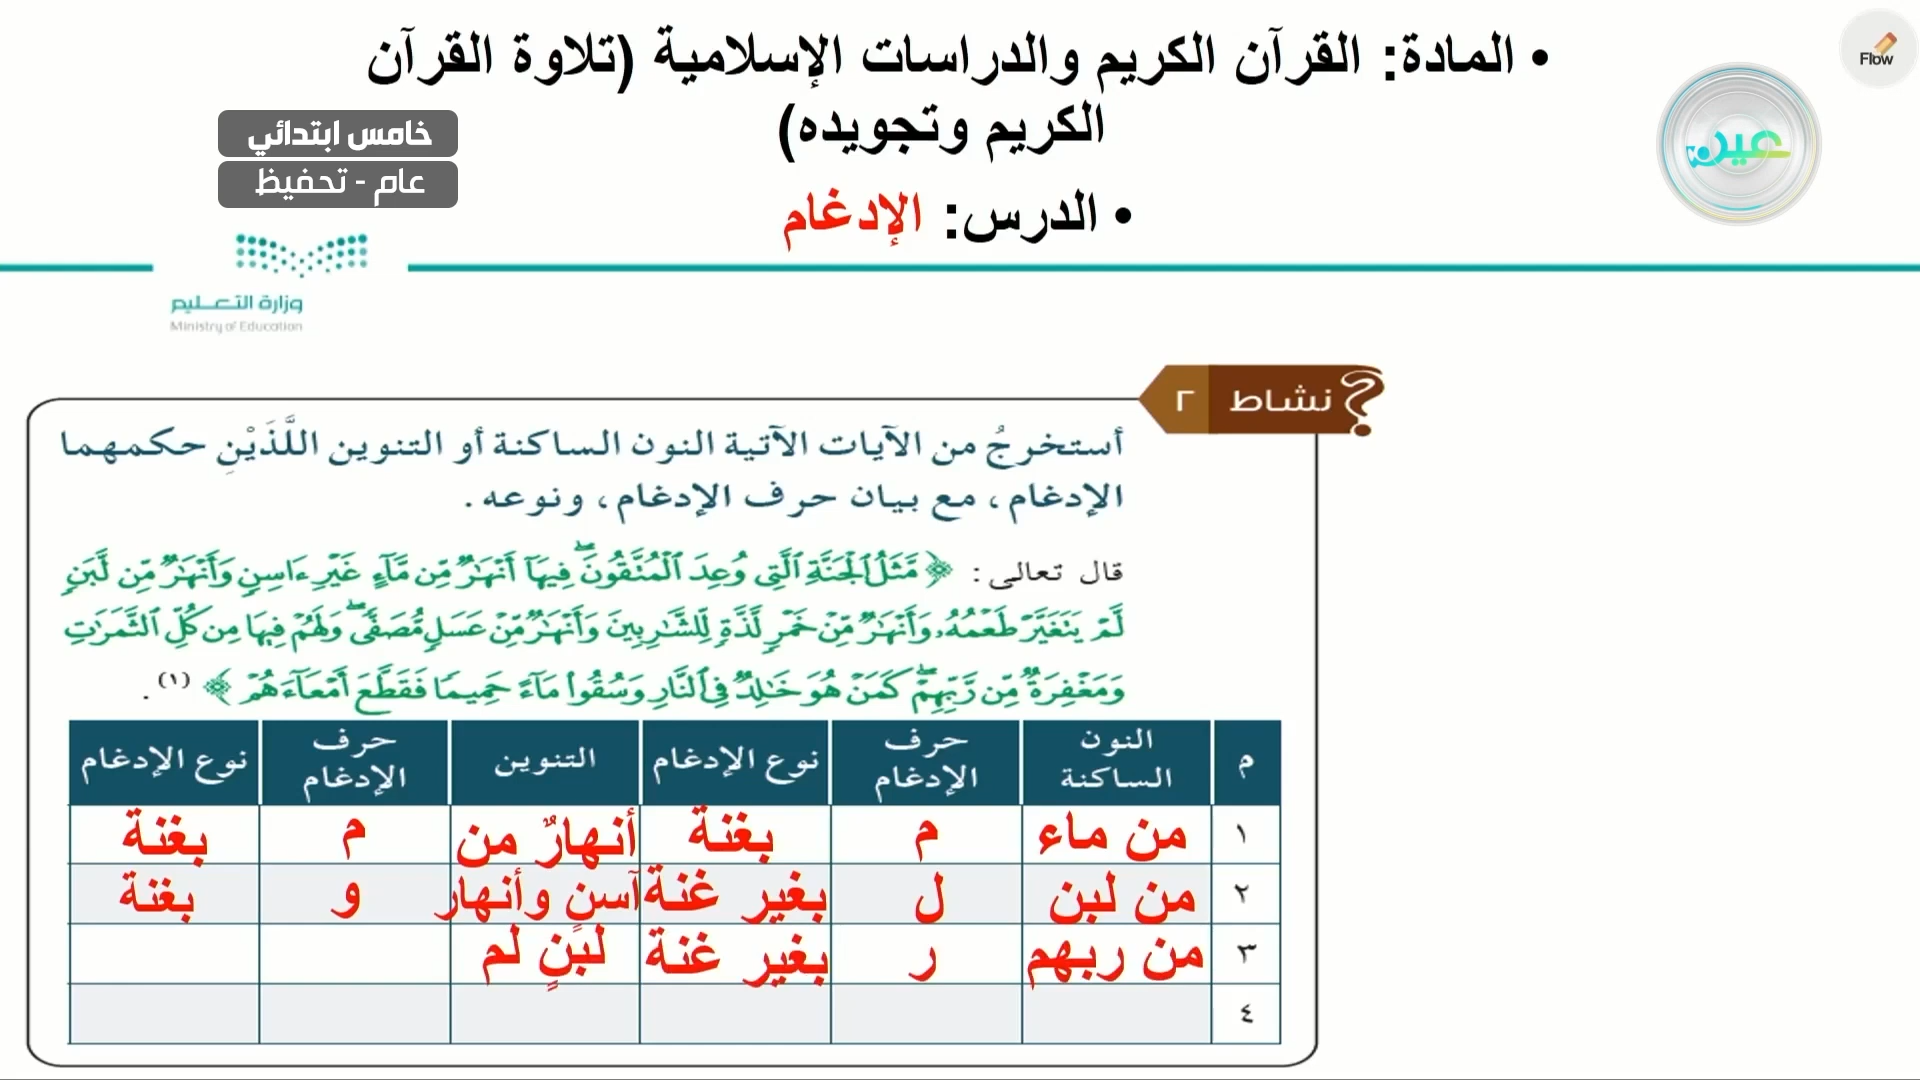 • المادة: القرآن الكريم والدراسات الإسلامية (تلاوة القرآن
الكريم وتجويده)
• الدرس: الإدغام
Flow
عين
خامس ابتدائي
عام - تحفيظ
وزارة التعليم
Ministry of Education
نشاط ٢
أستخرجُ من الآيات الآتية النون الساكنة أو التنوين اللَّذَيْنِ حكمهما
الإدغام، مع بيان حرف الإدغام، ونوعه.
قال تعالى: ﴿مَّثَلُ ٱلْجَنَّةِ ٱلَّتِى وُعِدَ ٱلْمُتَّقُونَۖ فِيهَآ أَنْهَٰرٌ مِّن مَّآءٍ غَيْرِ ءَاسِنٍ وَأَنْهَٰرٌ مِّن لَّبَنٍ
لَّمْ يَتَغَيَّرْ طَعْمُهُۥ وَأَنْهَٰرٌ مِّنْ خَمْرٍ لَّذَّةٍ لِّلشَّٰرِبِينَ وَأَنْهَٰرٌ مِّنْ عَسَلٍ مُّصَفًّىۖ وَلَهُمْ فِيهَا مِن كُلِّ ٱلثَّمَرَٰتِ
وَمَغْفِرَةٌ مِّن رَّبِّهِمْۖ كَمَنْ هُوَ خَٰلِدٌ فِى ٱلنَّارِ وَسُقُوا۟ مَآءً حَمِيمًا فَقَطَّعَ أَمْعَآءَهُمْ﴾ (١).
م النون الساكنة حرف الإدغام نوع الإدغام التنوين حرف الإدغام نوع الإدغام
١ من ماء م بغنة أنهارٌ من م بغنة
٢ من لبن ل بغير غنة آسنٍ وأنهار و بغنة
٣ من ربهم ر بغير غنة لبَنٍ لم
٤